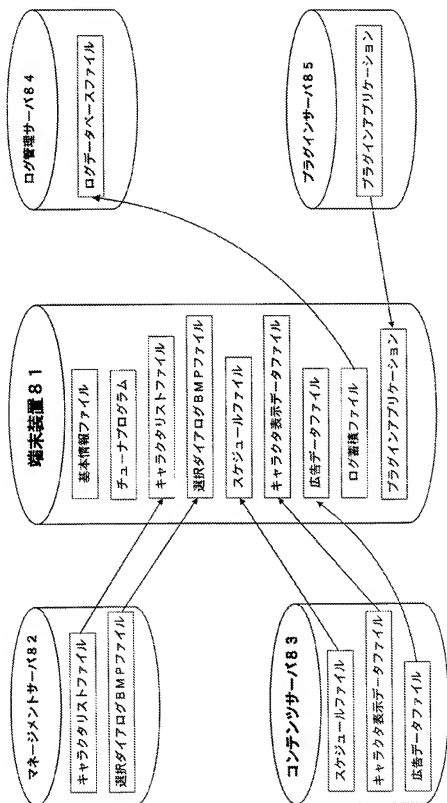 マネージメントサーバ82
キャラクタリストファイル
選択ダイアログBMPファイル
コンテンツサーバ83
スケジュールファイル
キャラクタ表示データファイル
広告データファイル
端末装置81
基本情報ファイル
チューナプログラム
キャラクタリストファイル
選択ダイアログBMPファイル
スケジュールファイル
キャラクタ表示データファイル
広告データファイル
ログ蓄積ファイル
プラグインアプリケーション
ログ管理サーバ84
ログデータベースファイル
プラグインサーバ85
プラグインアプリケーション